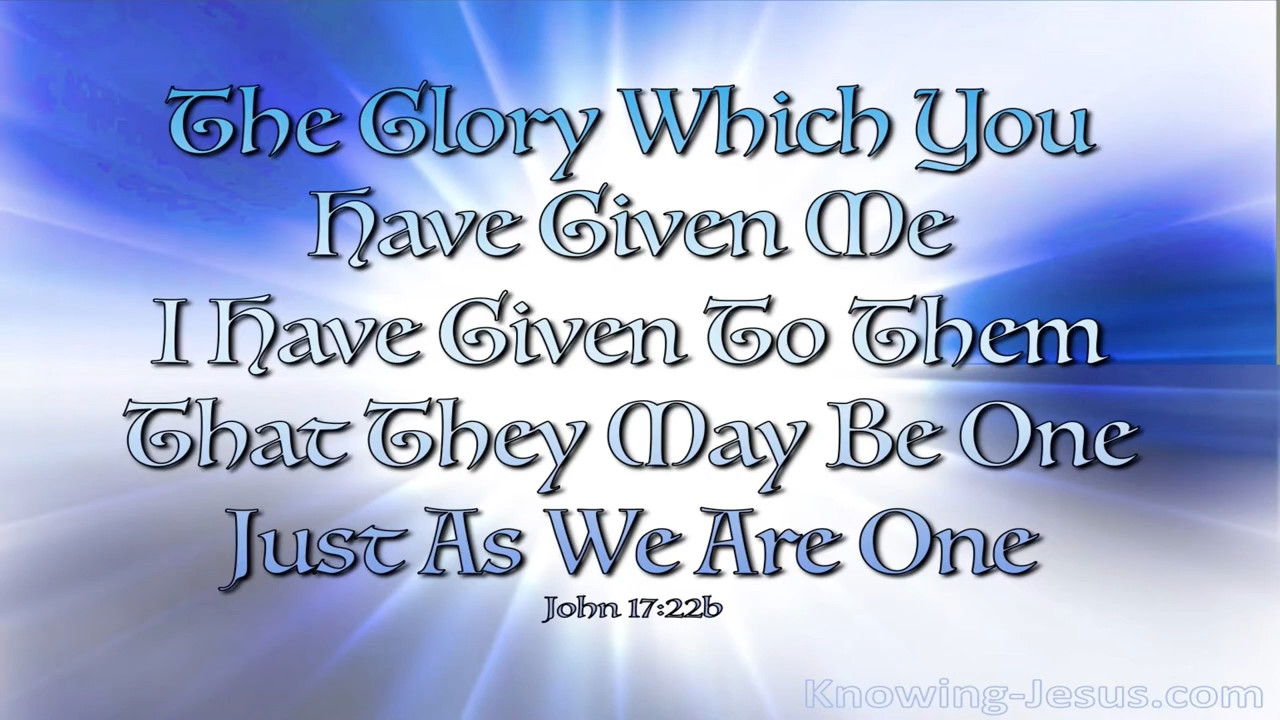 The Glory Which You
Have Given Me
I Have Given To Them
That They May Be One
Just As We Are One
John 17:22b
Knowing-Jesus.com